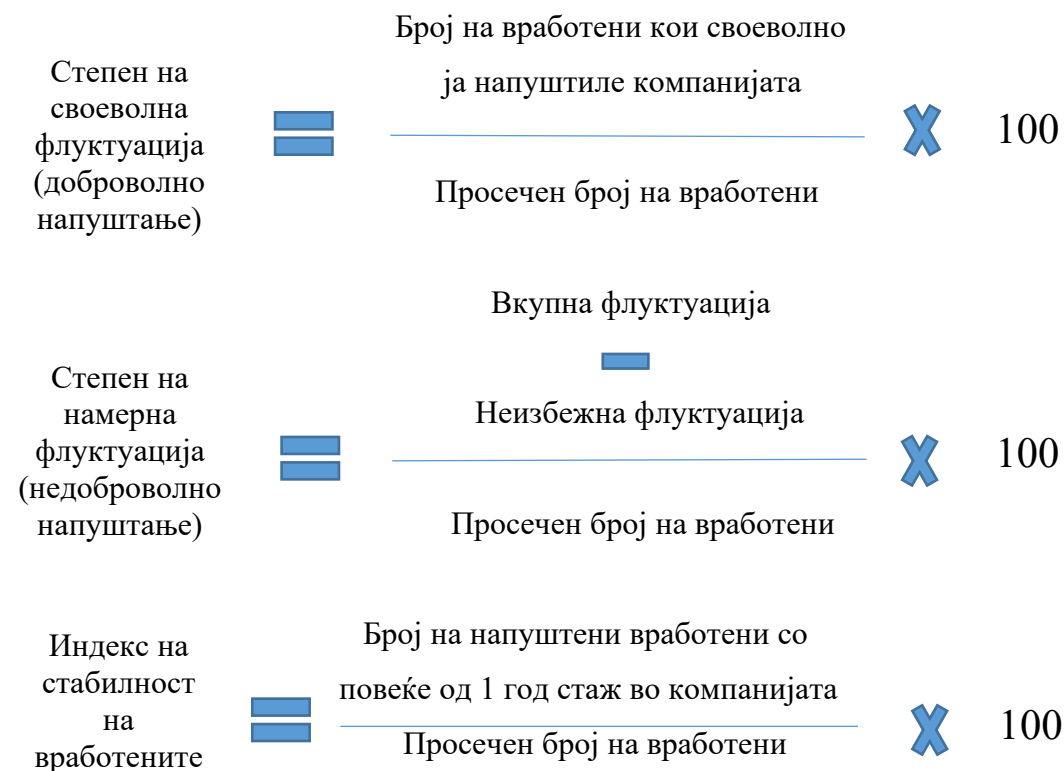 Степен на
своеволна
флуктуација
(доброволно
напуштање)
Број на вработени кои своеволно
ја напуштиле компанијата
Просечен број на вработени
100
Степен на
намерна
флуктуација
(недоброволно
напуштање)
Вкупна флуктуација
Неизбежна флуктуација
Просечен број на вработени
100
Индекс на
стабилност
на
вработените
Број на напуштени вработени со
повеќе од 1 год стаж во компанијата
Просечен број на вработени
100